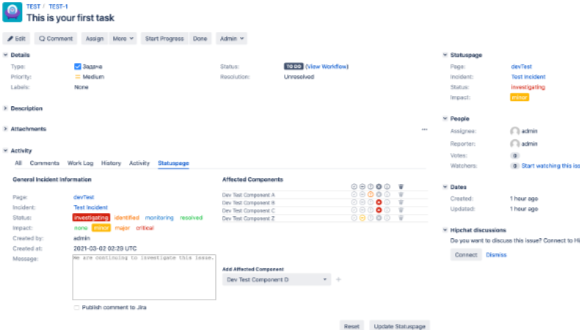 TEST / TEST-1
This is your first task
Edit Comment Assign More Start Progress Done Admin
Details
Type: Задача
Priority: Medium
Labels: None
Status: TO DO (View Workflow)
Resolution: Unresolved
Description
Attachments
Activity
All Comments Work Log History Activity Statuspage
General Incident Information
Page: devTest
Incident: Test Incident
Status: investigating identified monitoring resolved
Impact: none minor major critical
Created by: admin
Created at: 2021-03-02 02:20 UTC
Message: We are continuing to investigate this issue.
Publish comment to Jira
Affected Components
Dev Test Component A
Dev Test Component B
Dev Test Component C
Dev Test Component Z
Add Affected Component
Dev Test Component D
Reset Update Statuspage
Statuspage
Page: devTest
Incident: Test Incident
Status: investigating
Impact: minor
People
Assignee: admin
Reporter: admin
Votes: 0
Watchers: 0 Start watching this iss
Dates
Created: 1 hour ago
Updated: 1 hour ago
Hipchat discussions
Do you want to discuss this issue? Connect to Hi
Connect Dismiss